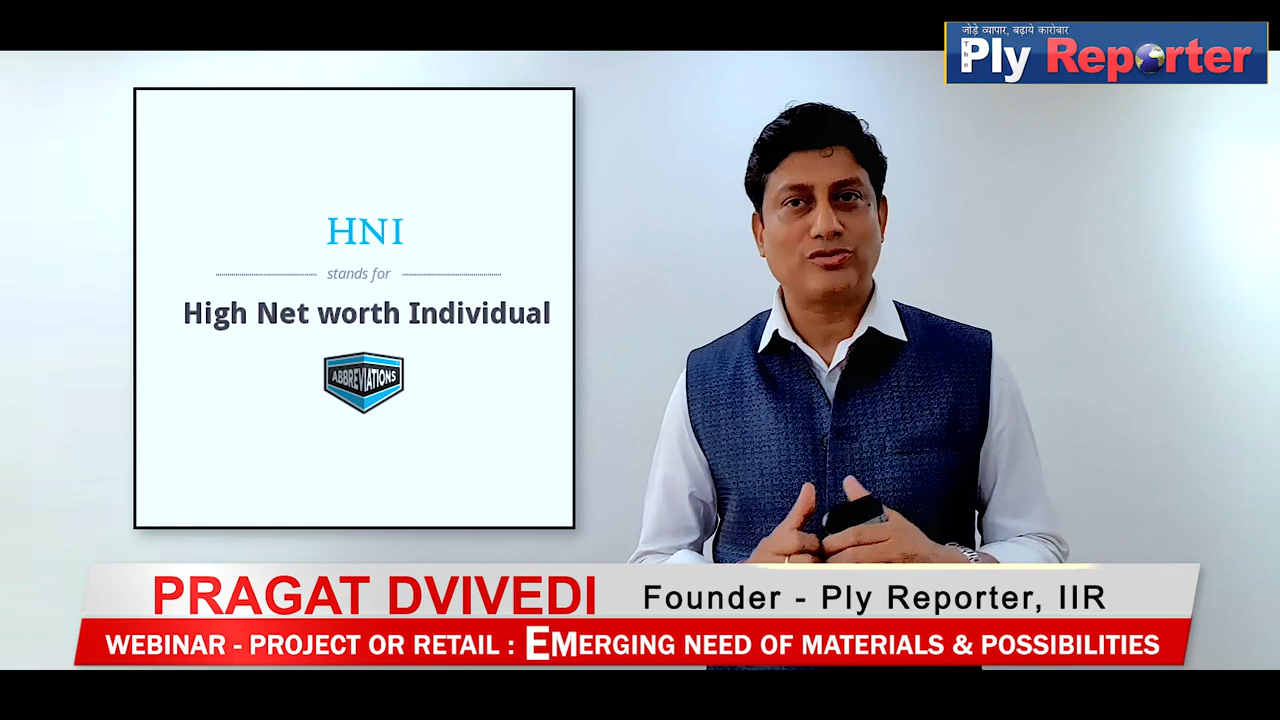 जोड़े व्यापार, बढ़ाये कारोबार
The
Ply Reporter
HNI
stands for
High Net worth Individual
ABBREVIATIONS
PRAGAT DVIVEDI
Founder - Ply Reporter, IIR
WEBINAR - PROJECT OR RETAIL : EMERGING NEED OF MATERIALS & POSSIBILITIES